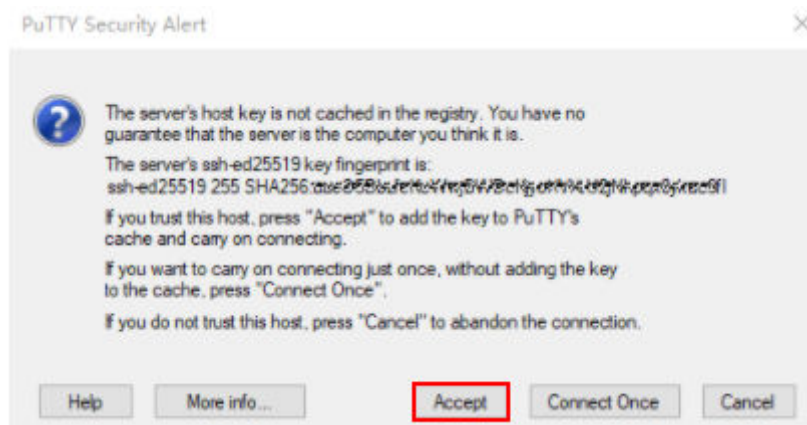 PuTTY Security Alert
The server's host key is not cached in the registry. You have no
guarantee that the server is the computer you think it is.
The server's ssh-ed25519 key fingerprint is:
ssh-ed25519 255 SHA256:
If you trust this host, press "Accept" to add the key to PuTTY's
cache and carry on connecting.
If you want to carry on connecting just once, without adding the key
to the cache, press "Connect Once".
If you do not trust this host, press "Cancel" to abandon the connection.
Help More info... Accept Connect Once Cancel